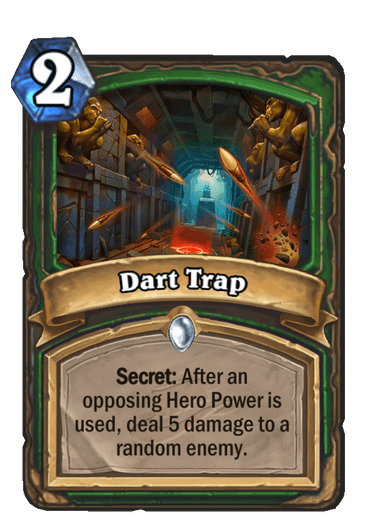 2
Dart Trap
Secret: After an
opposing Hero Power is
used, deal 5 damage to a
random enemy.